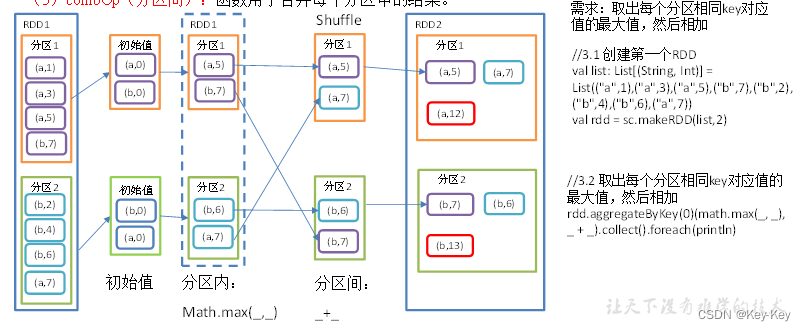 （3）combOp（分区间）：函数用于合并每个分区中的结果。
RDD1
分区1
(a,1)
(a,3)
(a,5)
(b,7)
分区2
(b,2)
(b,4)
(b,6)
(a,7)
初始值
(a,0)
(b,0)
初始值
(b,0)
(a,0)
初始值
分区1
(a,5)
(b,7)
分区2
(b,6)
(a,7)
分区内：
Math.max(_,_)
Shuffle
分区1
(a,5)
(a,7)
分区2
(b,6)
(b,7)
分区间：
_+_
RDD2
分区1
(a,5)
(a,7)
(a,12)
分区2
(b,7)
(b,6)
(b,13)
需求：取出每个分区相同key对应
值的最大值，然后相加
//3.1 创建第一个RDD
val list: List[(String, Int)] =
List(("a",1),("a",3),("a",5),("b",7),("b",2),
("b",4),("b",6),("a",7))
val rdd = sc.makeRDD(list,2)
//3.2 取出每个分区相同key对应值的
最大值，然后相加
rdd.aggregateByKey(0)(math.max(_, _),
_ + _).collect().foreach(println)
让天下没有难学的技术
CSDN @Key-Key